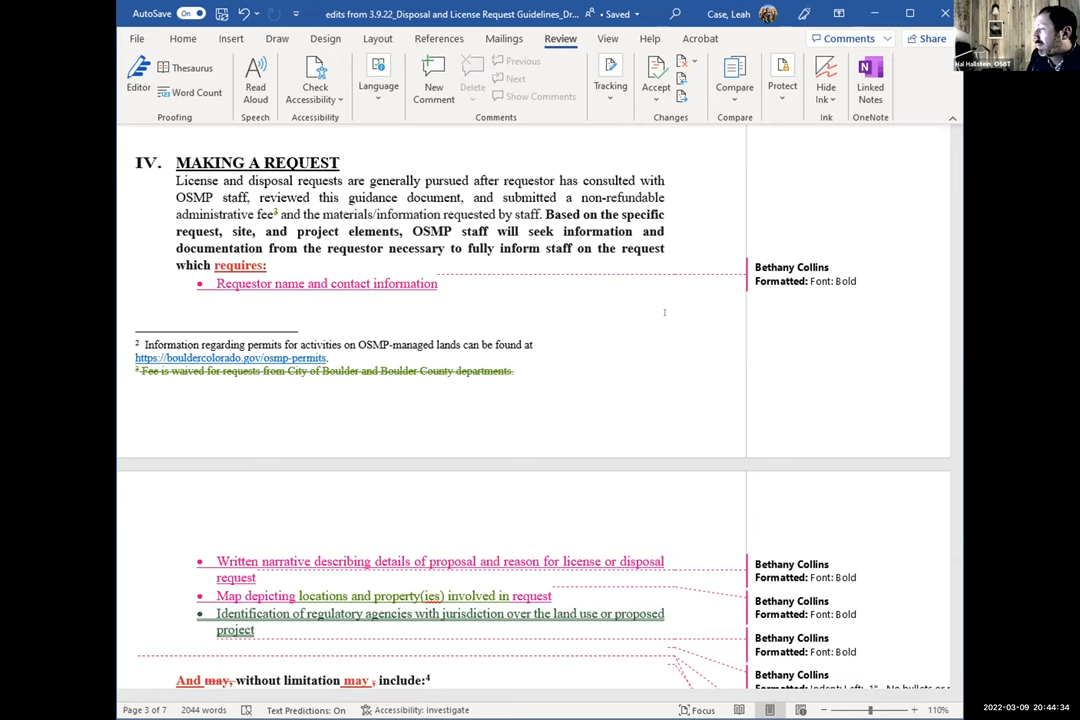 AutoSave On edits from 3.9.22_Disposal and License Request Guidelines_Dr... • Saved Case, Leah
File Home Insert Draw Design Layout References Mailings Review View Help Acrobat Comments Share
Editor Thesaurus Word Count Read Aloud Check Accessibility Language New Comment Delete Previous Next Show Comments Tracking Accept Compare Protect Hide Ink Linked Notes
Proofing Speech Accessibility Comments Changes Compare Ink OneNote
Hal Hallstein, OSBT
IV. MAKING A REQUEST
License and disposal requests are generally pursued after requestor has consulted with
OSMP staff, reviewed this guidance document, and submitted a non-refundable
administrative fee3 and the materials/information requested by staff. Based on the specific
request, site, and project elements, OSMP staff will seek information and
documentation from the requestor necessary to fully inform staff on the request
which requires:
Bethany Collins
Formatted: Font: Bold
• Requestor name and contact information
2 Information regarding permits for activities on OSMP-managed lands can be found at
https://bouldercolorado.gov/osmp-permits.
3 Fee is waived for requests from City of Boulder and Boulder County departments.
• Written narrative describing details of proposal and reason for license or disposal
request
Bethany Collins
Formatted: Font: Bold
• Map depicting locations and property(ies) involved in request
Bethany Collins
Formatted: Font: Bold
• Identification of regulatory agencies with jurisdiction over the land use or proposed
project
Bethany Collins
Formatted: Font: Bold
Bethany Collins
And may, without limitation may , include:4
Page 3 of 7 2044 words Text Predictions: On Accessibility: Investigate Focus 110%
2022-03-09 20:44:34